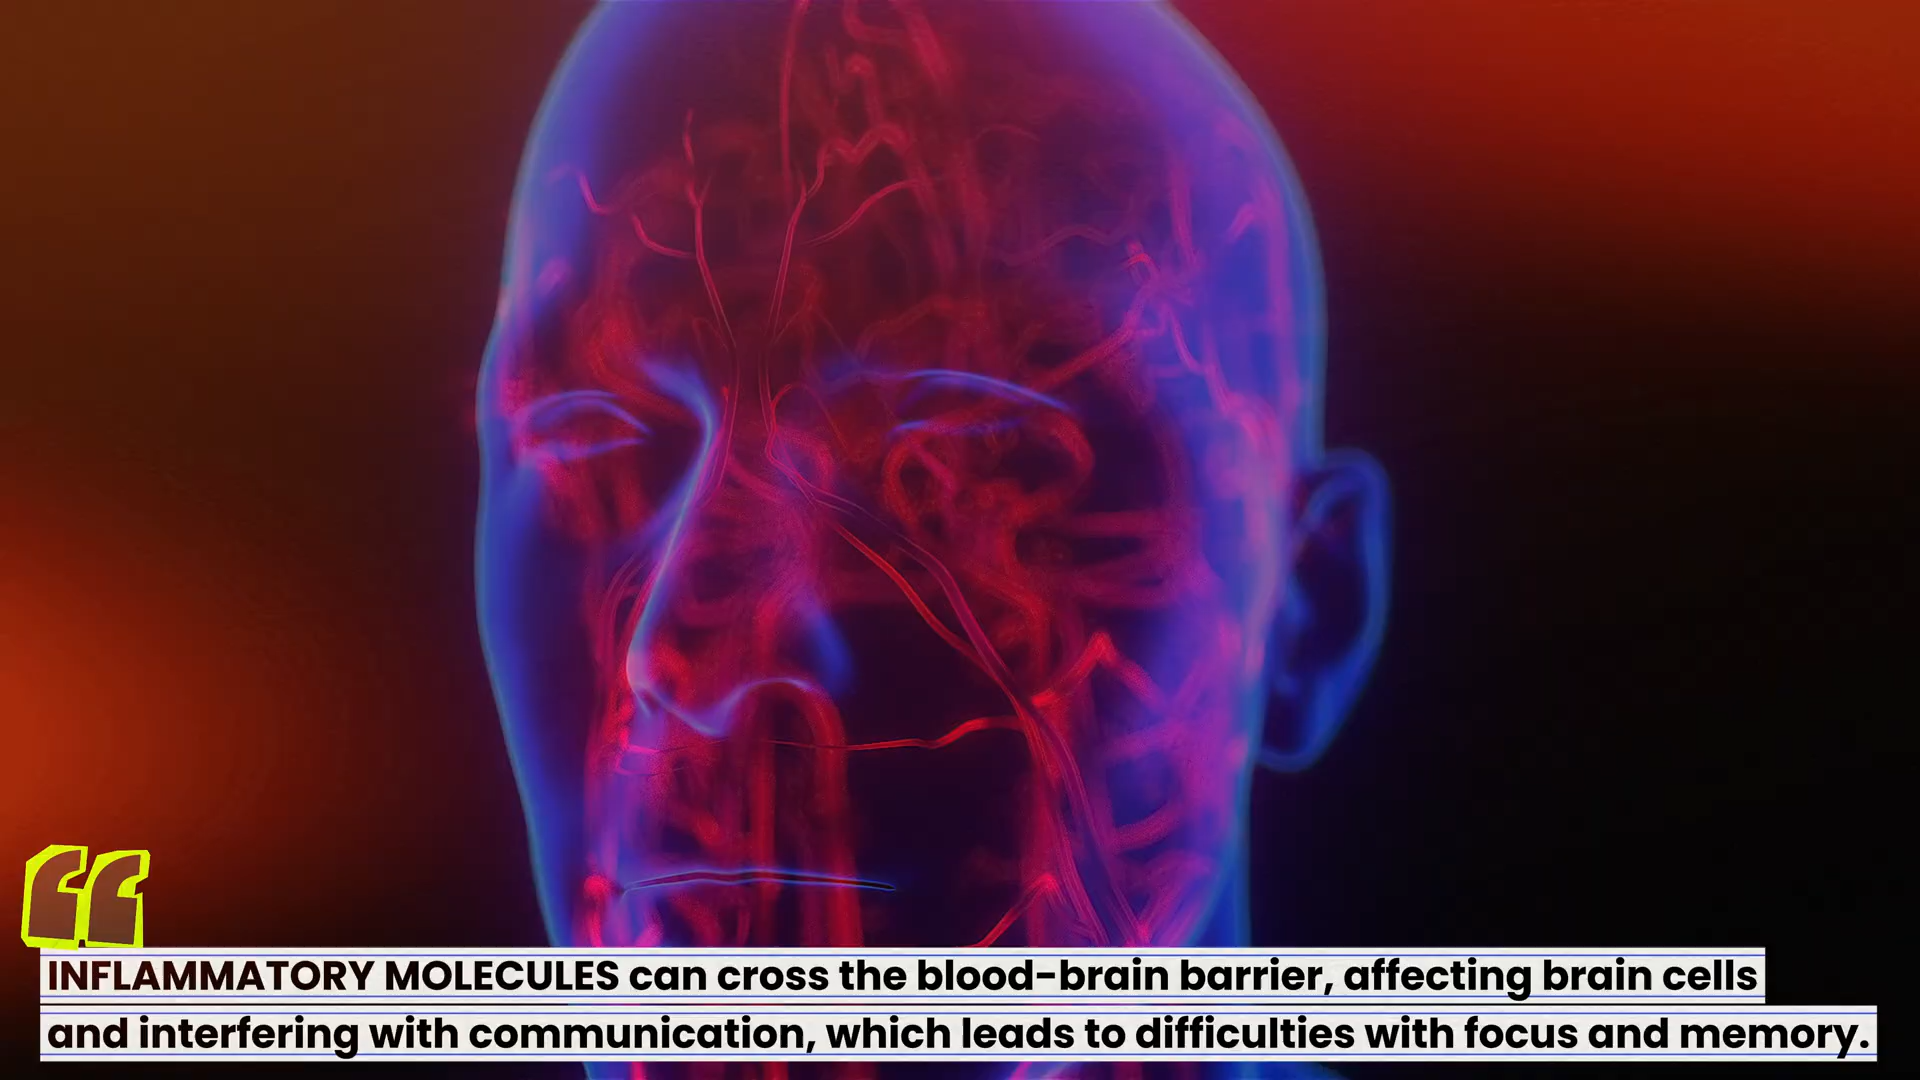 INFLAMMATORY MOLECULES can cross the blood-brain barrier, affecting brain cells
and interfering with communication, which leads to difficulties with focus and memory.